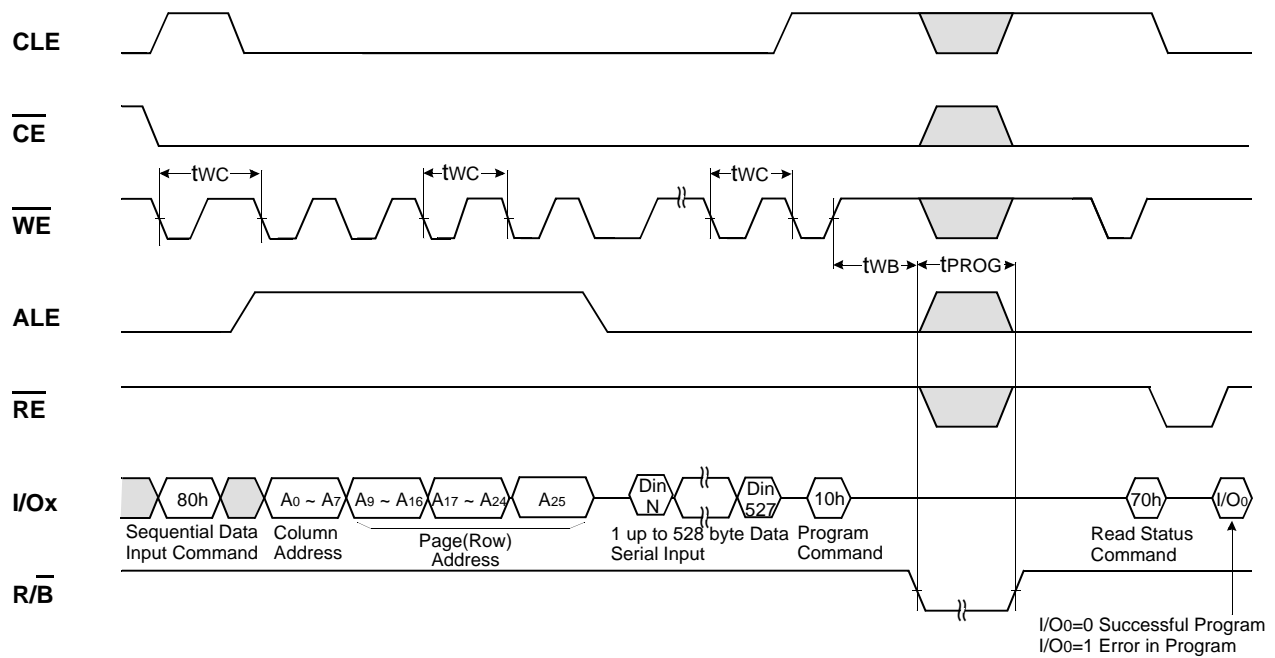 CLE
CE
tWC
tWC
tWC
WE
tWB
tPROG
ALE
RE
I/Ox
80h
A0 ~ A7
A9 ~ A16
A17 ~ A24
A25
Din
N
Din
527
10h
70h
I/O0
Sequential Data
Input Command
Column
Address
Page(Row)
Address
1 up to 528 byte Data
Serial Input
Program
Command
Read Status
Command
R/B
I/O0=0 Successful Program
I/O0=1 Error in Program